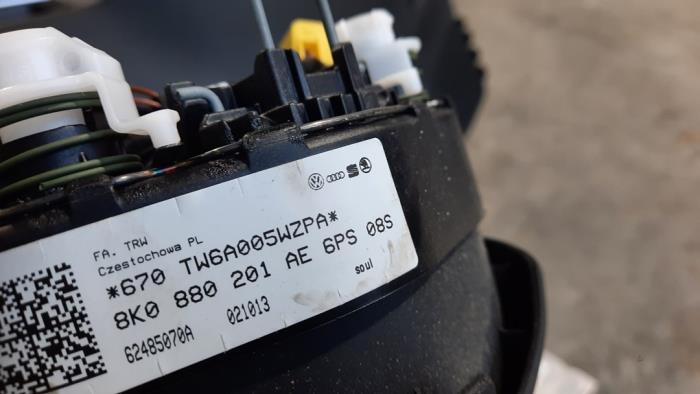 FA. TRW
Czestochowa PL
*670 TW6A005WZPA*
8K0 880 201 AE 6PS 08S
62485070A 021013 soul